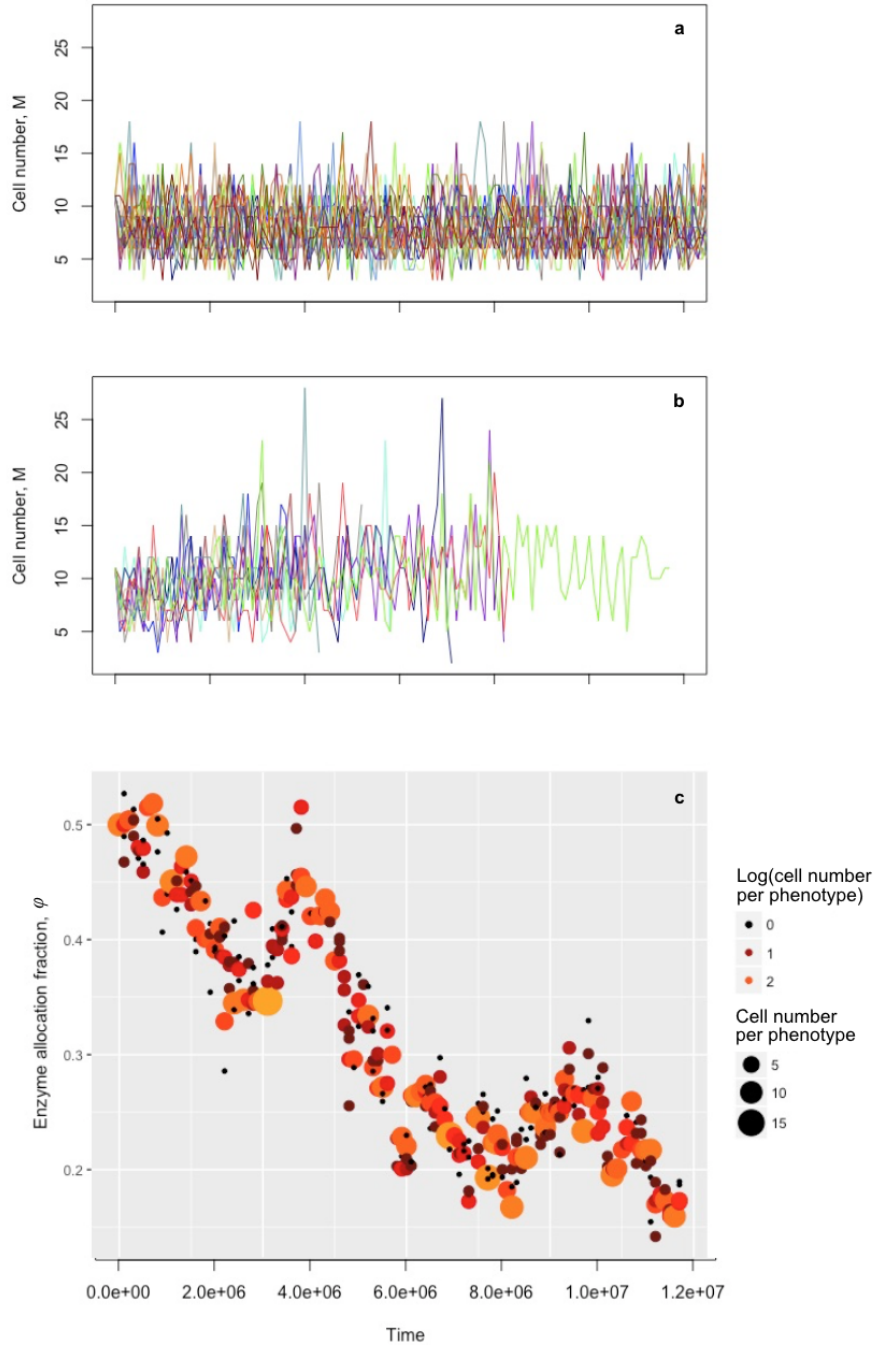 a
25
20
15
10
5
Cell number, M
b
25
20
15
10
5
Cell number, M
c
0.5
0.4
0.3
0.2
Enzyme allocation fraction, φ
0.0e+00
2.0e+06
4.0e+06
6.0e+06
8.0e+06
1.0e+07
1.2e+07
Time
Log(cell number
per phenotype)
0
1
2
Cell number
per phenotype
5
10
15